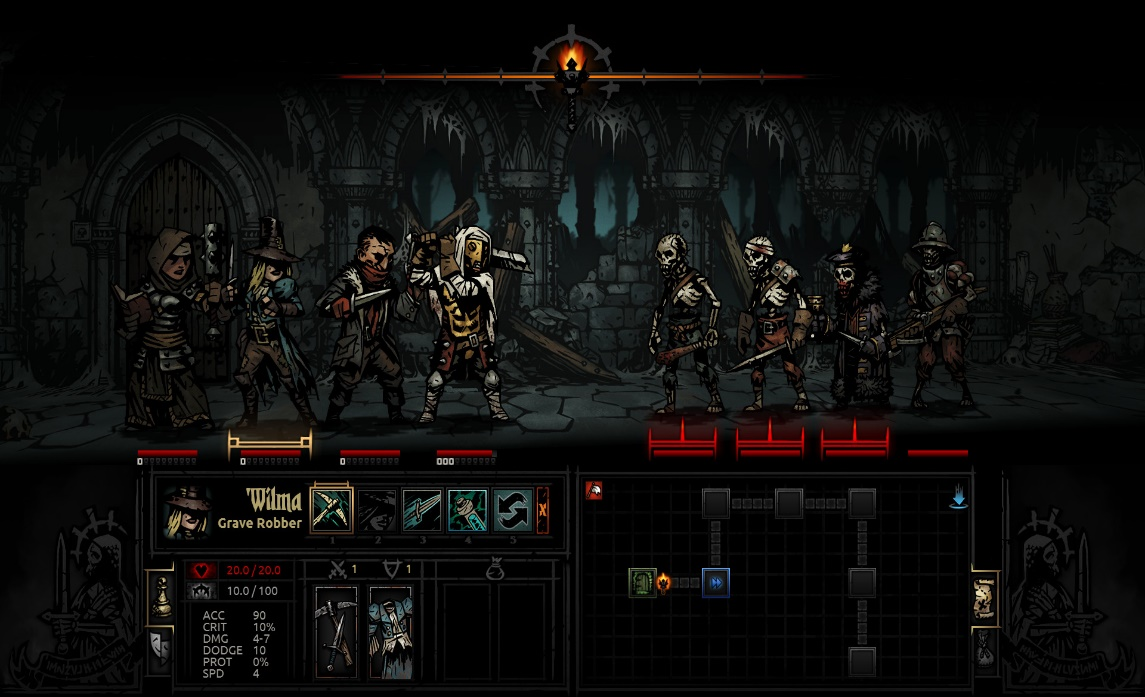 Wilma
Grave Robber
1 2 3 4 5
X
20.0 / 20.0
10.0 / 100
1 1
ACC 90
CRIT 10%
DMG 4-7
DODGE 10
PROT 0%
SPD 4